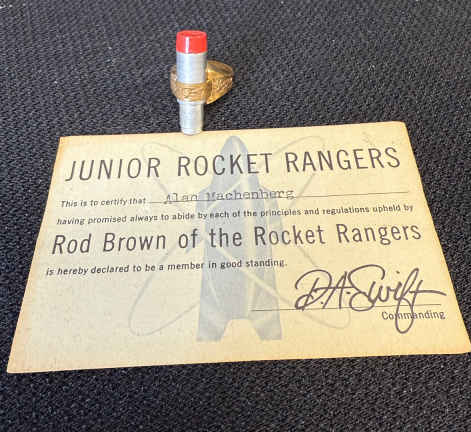 JUNIOR ROCKET RANGERS
This is to certify that Alan Machenberg
having promised always to abide by each of the principles and regulations upheld by
Rod Brown of the Rocket Rangers
is hereby declared to be a member in good standing.
D.A. Swift
Commanding